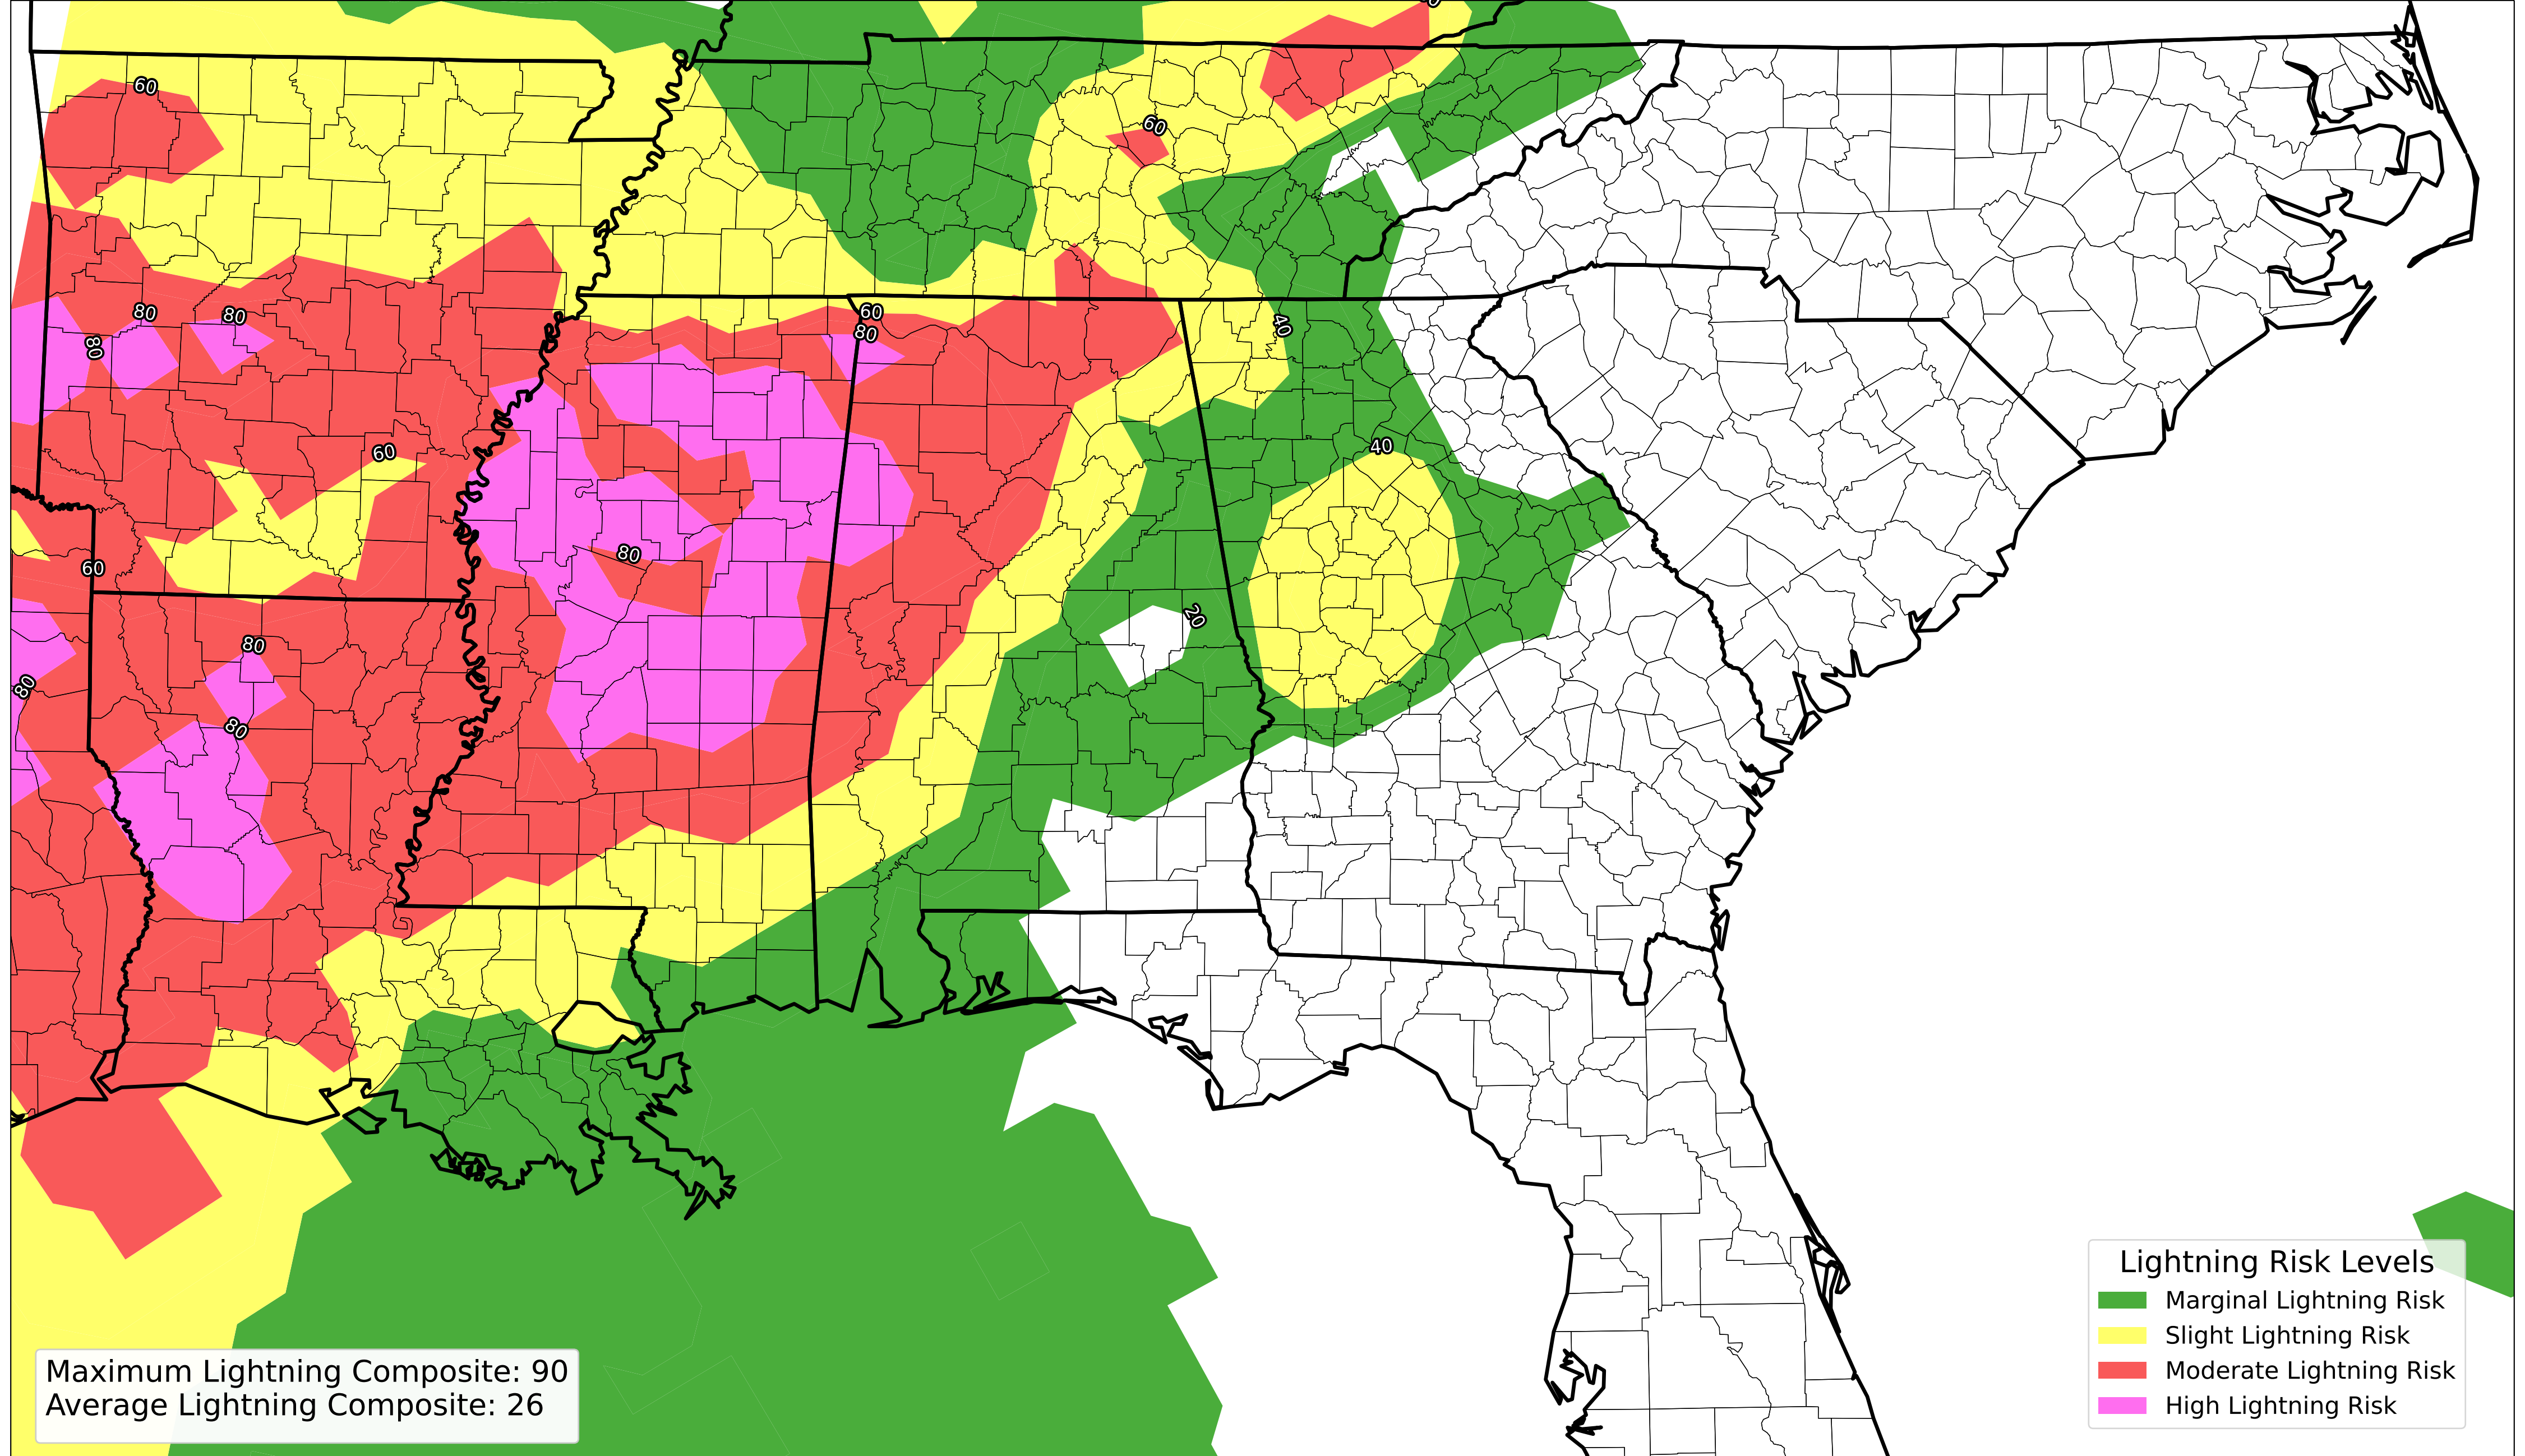 60
60
80
80
60
80
80
40
60
40
80
60
20
80
80
80
Lightning Risk Levels
Marginal Lightning Risk
Slight Lightning Risk
Moderate Lightning Risk
High Lightning Risk
Maximum Lightning Composite: 90
Average Lightning Composite: 26